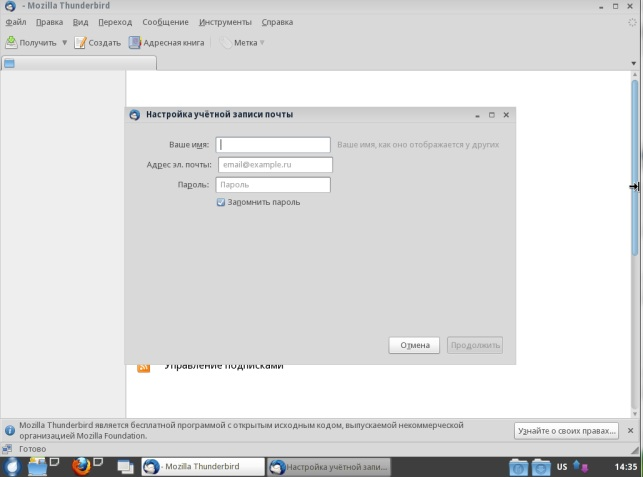 - Mozilla Thunderbird
Файл Правка Вид Переход Сообщение Инструменты Справка
Получить Создать Адресная книга Метка
Настройка учётной записи почты
Ваше имя: Ваше имя, как оно отображается у других
Адрес эл. почты: email@example.ru
Пароль: Пароль
Запомнить пароль
Отмена Продолжить
Управление подписками
Mozilla Thunderbird является бесплатной программой с открытым исходным кодом, выпускаемой некоммерческой
организацией Mozilla Foundation.
Узнайте о своих правах...
Готово
- Mozilla Thunderbird Настройка учётной запи... US 14:35